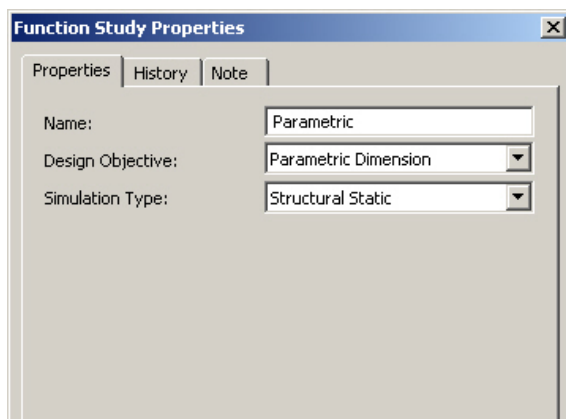 Function Study Properties
Properties History Note
Name: Parametric
Design Objective: Parametric Dimension
Simulation Type: Structural Static